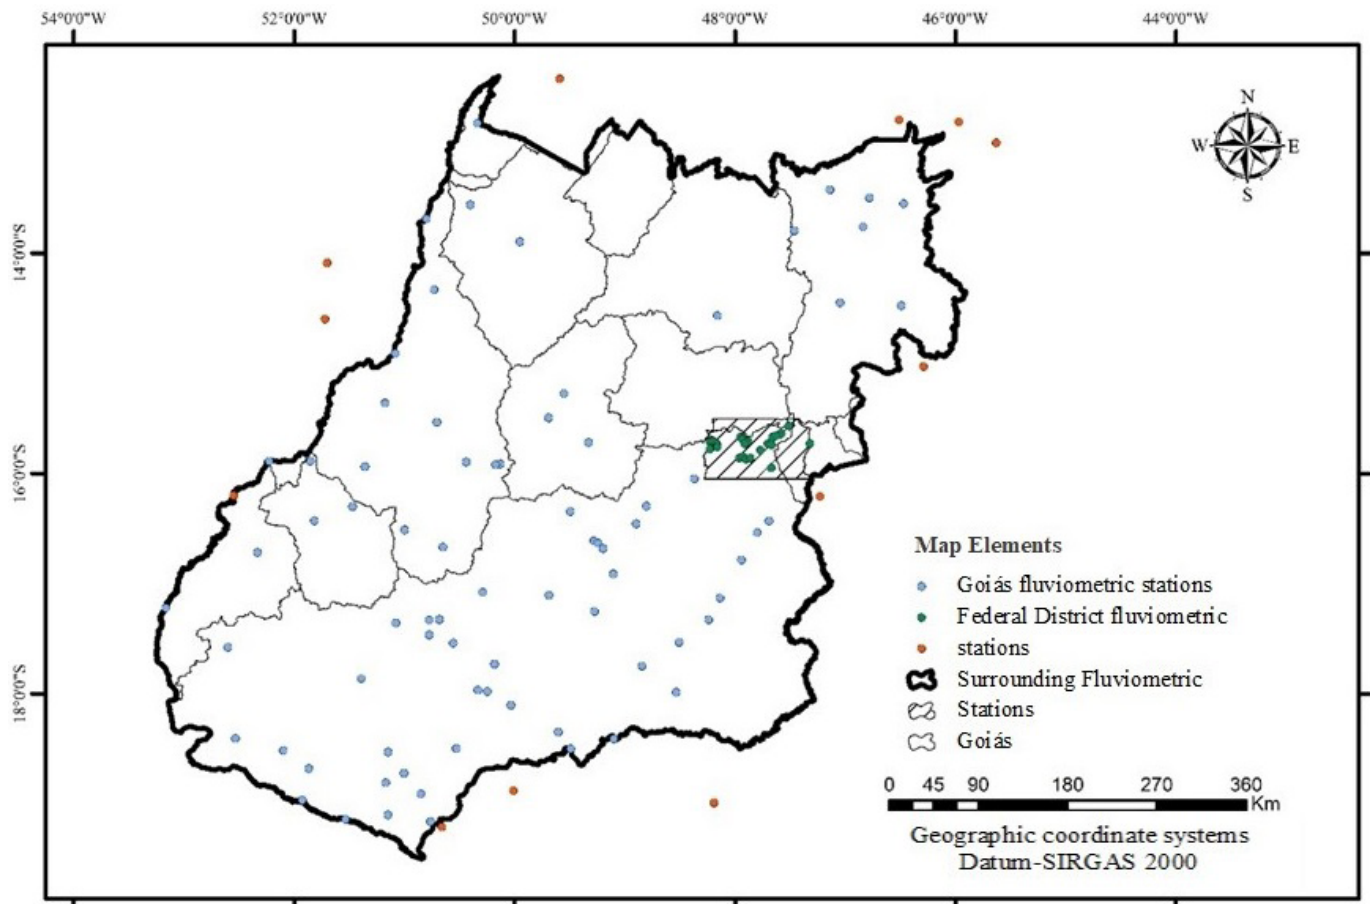 54°0'0"W 52°0'0"W 50°0'0"W 48°0'0"W 46°0'0"W 44°0'0"W
N
W E
S
14°0'0"S
16°0'0"S
18°0'0"S
Map Elements
Goiás fluviometric stations
Federal District fluviometric
stations
Surrounding Fluviometric
Stations
Goiás
0 45 90 180 270 360
Km
Geographic coordinate systems
Datum-SIRGAS 2000